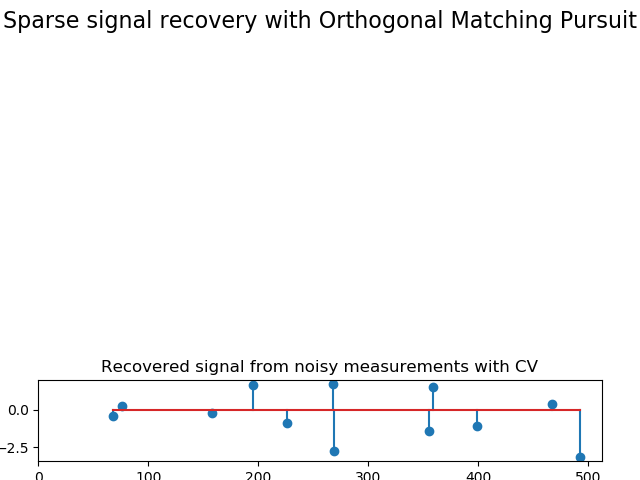 Sparse signal recovery with Orthogonal Matching Pursuit
Recovered signal from noisy measurements with CV
0.0
−2.5
0 100 200 300 400 500